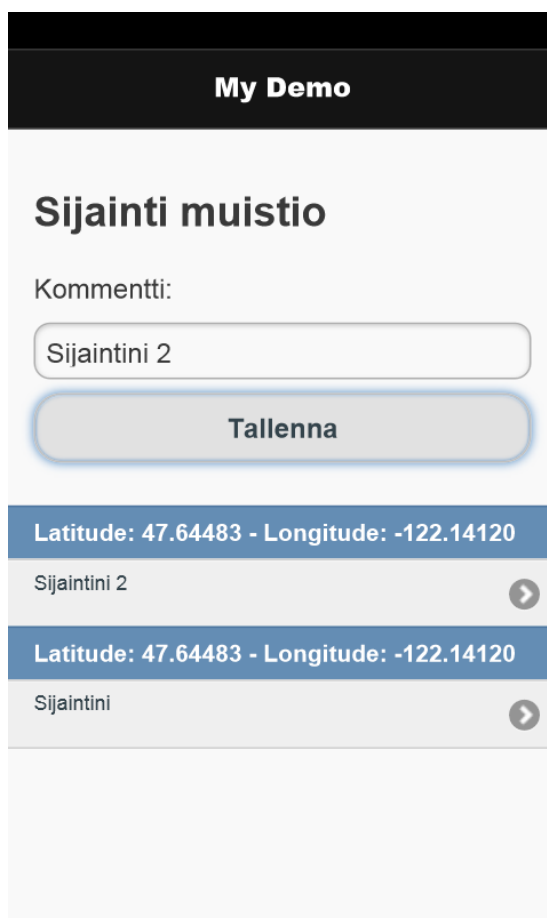 My Demo
Sijainti muistio
Kommentti:
Sijaintini 2
Tallenna
Latitude: 47.64483 - Longitude: -122.14120
Sijaintini 2
Latitude: 47.64483 - Longitude: -122.14120
Sijaintini